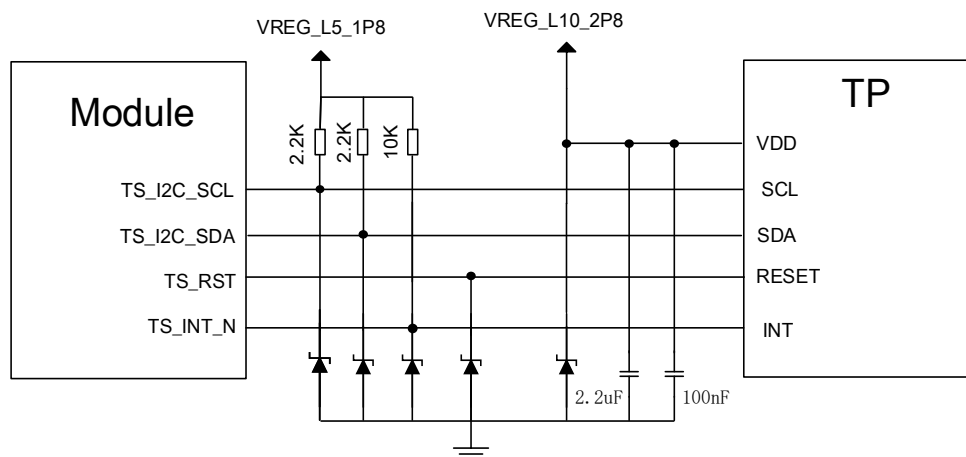 VREG_L5_1P8
VREG_L10_2P8
Module
TP
2.2K
2.2K
10K
VDD
TS_I2C_SCL
SCL
TS_I2C_SDA
SDA
TS_RST
RESET
TS_INT_N
INT
2.2uF
100nF